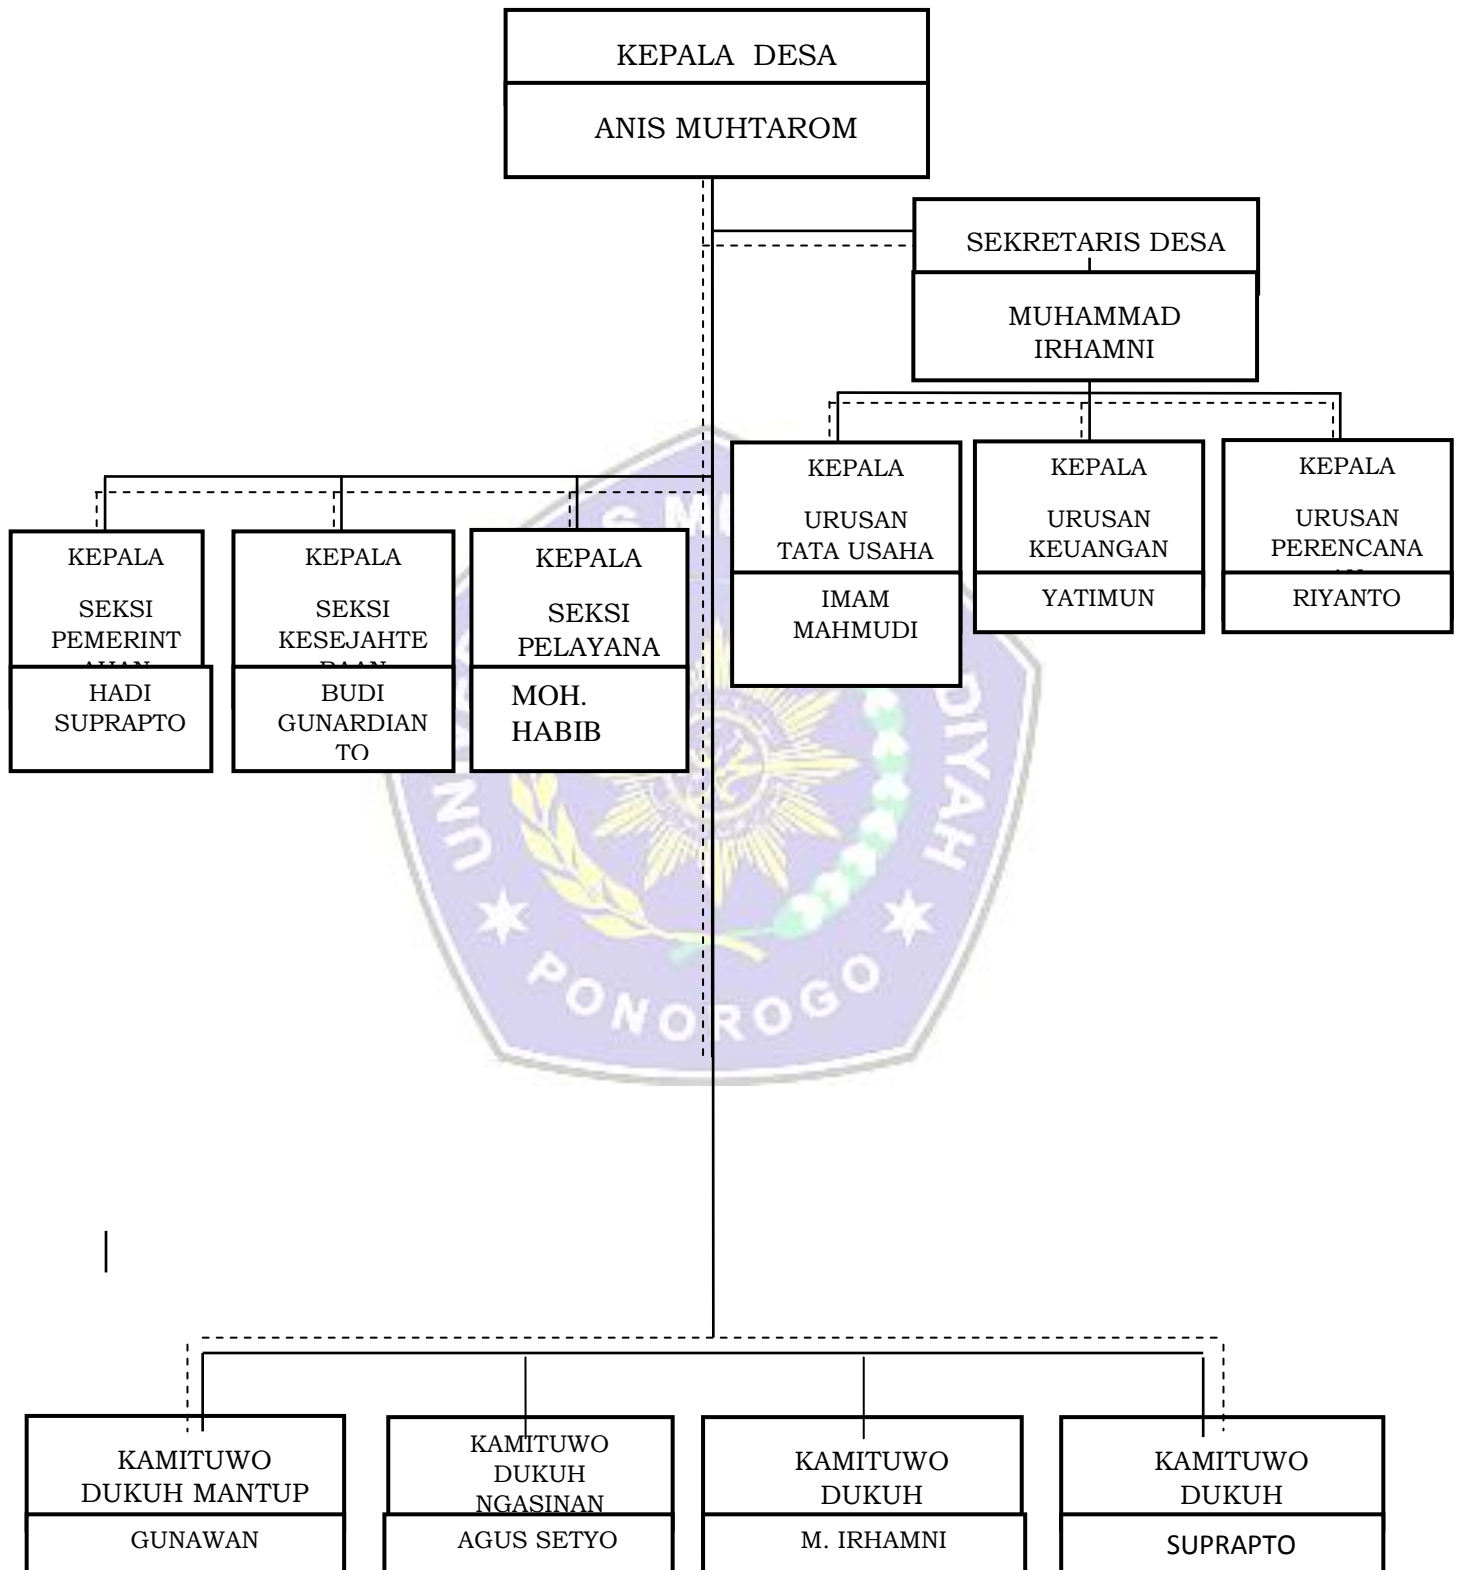 KEPALA DESA
ANIS MUHTAROM
SEKRETARIS DESA
MUHAMMAD
IRHAMNI
KEPALA
URUSAN
TATA USAHA
IMAM
MAHMUDI
KEPALA
URUSAN
KEUANGAN
YATIMUN
KEPALA
URUSAN
PERENCANA
RIYANTO
KEPALA
SEKSI
PEMERINT
HADI
SUPRAPTO
KEPALA
SEKSI
KESEJAHTE
RAAN
BUDI
GUNARDIAN
TO
KEPALA
SEKSI
PELAYANA
MOH.
HABIB
PONOROGO
KAMITUWO
DUKUH MANTUP
GUNAWAN
KAMITUWO
DUKUH
NGASINAN
AGUS SETYO
KAMITUWO
DUKUH
M. IRHAMNI
KAMITUWO
DUKUH
SUPRAPTO